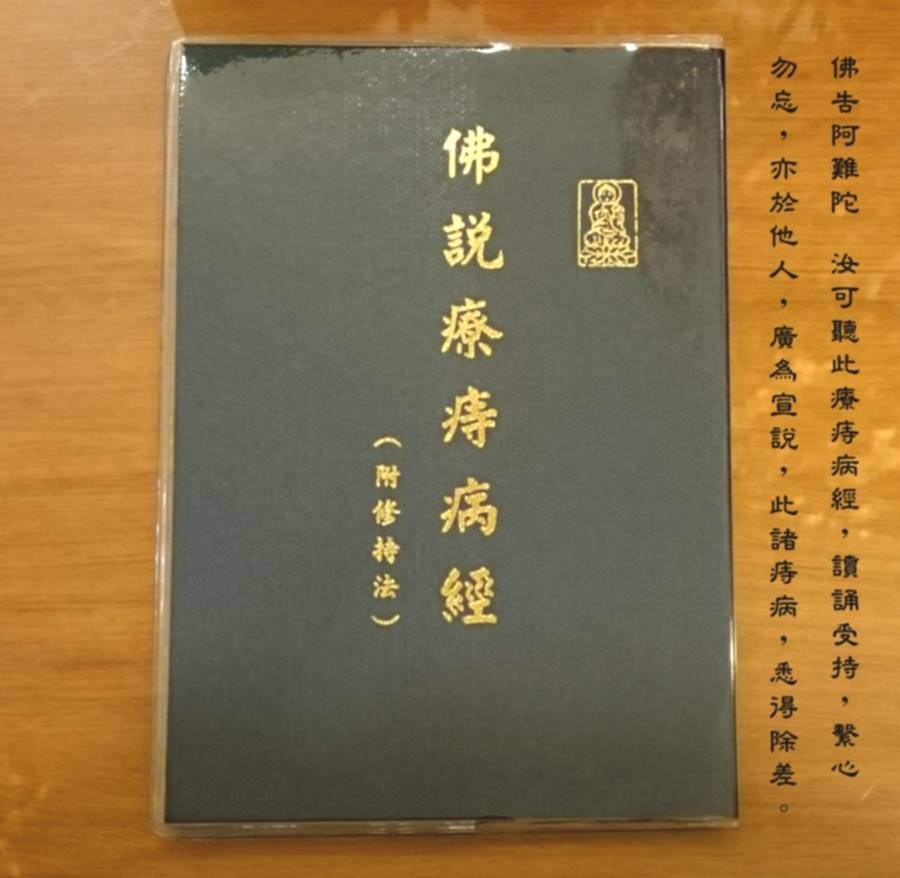 佛告阿難陀　汝可聽此療痔病經，讀誦受持，繫心
勿忘，亦於他人，廣為宣說，此諸痔病，悉得除差。
佛說療痔病經
（附修持法）